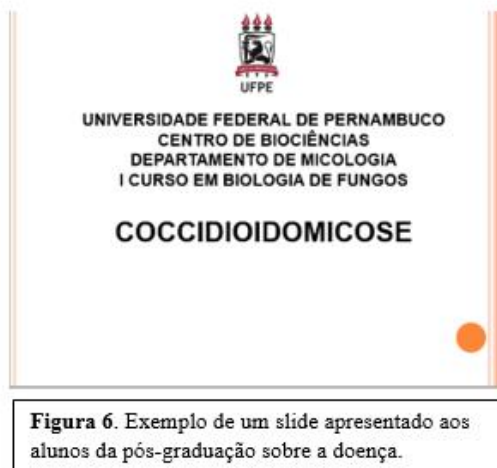 UFPE
UNIVERSIDADE FEDERAL DE PERNAMBUCO
CENTRO DE BIOCIÊNCIAS
DEPARTAMENTO DE MICOLOGIA
I CURSO EM BIOLOGIA DE FUNGOS
COCCIDIOIDOMICOSE
Figura 6. Exemplo de um slide apresentado aos
alunos da pós-graduação sobre a doença.